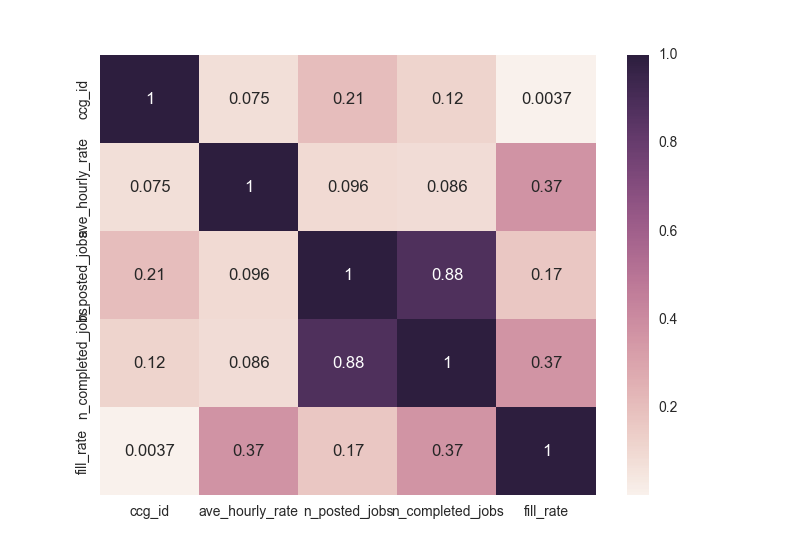 ccg_id 1 0.075 0.21 0.12 0.0037
ave_hourly_rate 0.075 1 0.096 0.086 0.37
n_posted_jobs 0.21 0.096 1 0.88 0.17
n_completed_jobs 0.12 0.086 0.88 1 0.37
fill_rate 0.0037 0.37 0.17 0.37 1
ccg_id ave_hourly_rate n_posted_jobs n_completed_jobs fill_rate
1.0
0.8
0.6
0.4
0.2